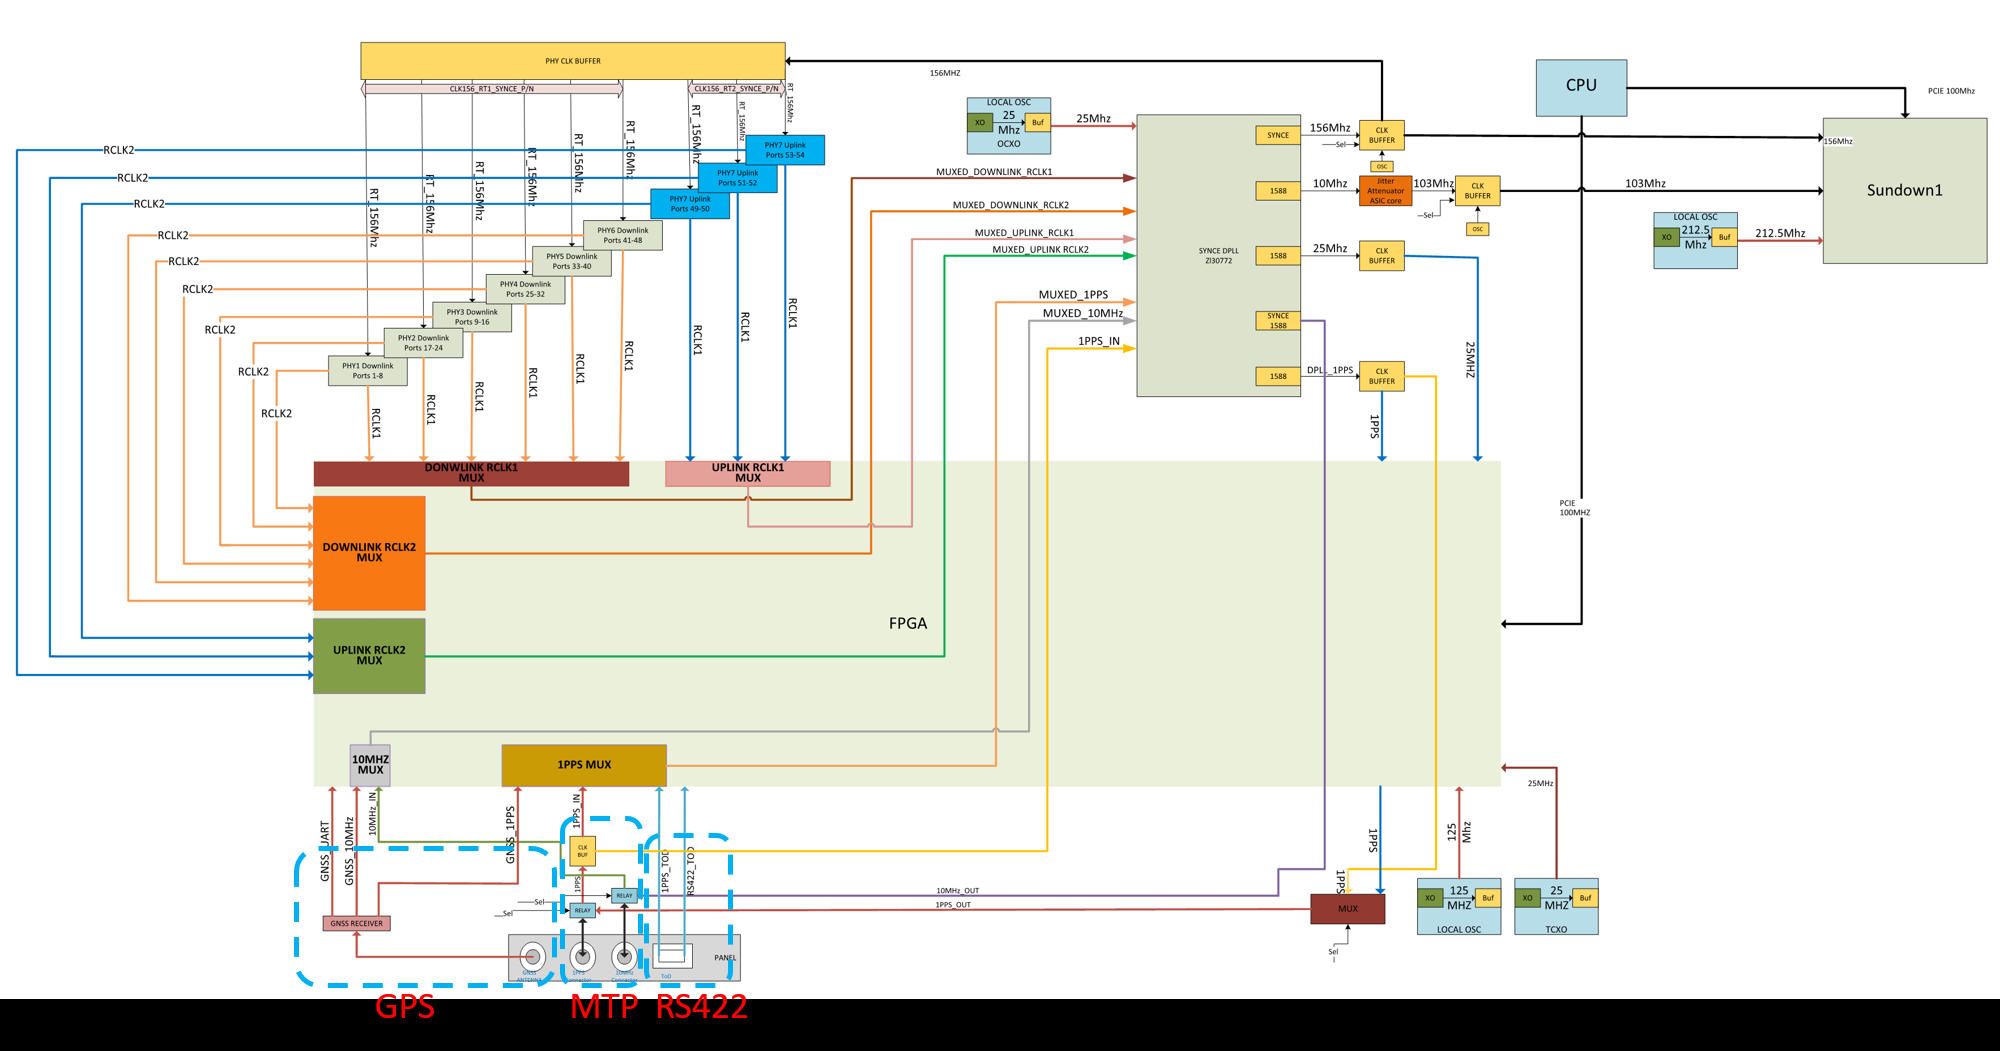 PHY CLK BUFFER
CLK156_RT1_SYNCE_P/N
CLK156_RT2_SYNCE_P/N
156MHZ
RT_156Mhz
RT_156Mhz
RT_156Mhz
RT_156Mhz
RT_156Mhz
RT_156Mhz
RT_156Mhz
RT_156Mhz
RT_156Mhz
PHY7 Uplink
Ports 53-54
PHY7 Uplink
Ports 51-52
PHY7 Uplink
Ports 49-50
PHY6 Downlink
Ports 41-48
PHY5 Downlink
Ports 33-40
PHY4 Downlink
Ports 25-32
PHY3 Downlink
Ports 9-16
PHY2 Downlink
Ports 17-24
PHY1 Downlink
Ports 1-8
RCLK2
RCLK2
RCLK2
RCLK2
RCLK2
RCLK2
RCLK2
RCLK2
RCLK2
RCLK1
RCLK1
RCLK1
RCLK1
RCLK1
RCLK1
RCLK1
RCLK1
RCLK1
LOCAL OSC
XO
25
Mhz
Buf
OCXO
25Mhz
MUXED_DOWNLINK_RCLK1
MUXED_DOWNLINK_RCLK2
MUXED_UPLINK_RCLK1
MUXED_UPLINK RCLK2
MUXED_1PPS
MUXED_10MHz
1PPS_IN
SYNCE DPLL
ZI30772
SYNCE
1588
1588
SYNCE
1588
1588
156Mhz
Sel
CLK
BUFFER
OSC
10Mhz
Jitter
Attenuator
ASIC core
103Mhz
Sel
CLK
BUFFER
OSC
25Mhz
CLK
BUFFER
DPLL_1PPS
CLK
BUFFER
1PPS
25MHZ
CPU
PCIE 100Mhz
156Mhz
103Mhz
Sundown1
LOCAL OSC
XO
212.5
Mhz
Buf
212.5Mhz
PCIE
100MHZ
DONWLINK RCLK1
MUX
UPLINK RCLK1
MUX
DOWNLINK RCLK2
MUX
UPLINK RCLK2
MUX
FPGA
10MHZ
MUX
1PPS MUX
GNSS_UART
GNSS_10MHz
10MHz_IN
GNSS_1PPS
1PPS_IN
CLK
BUF
1PPS
1PPS_TOD
RS422_TOD
RELAY
RELAY
Sel
Sel
10MHz_OUT
1PPS_OUT
GNSS RECEIVER
GNSS
ANTENNA
1PPS
Connector
10MHz
Connector
ToD
PANEL
1PPS
1PPS
MUX
Sel
125
Mhz
XO
125
MHZ
Buf
LOCAL OSC
25MHz
XO
25
MHZ
Buf
TCXO
GPS
MTP
RS422